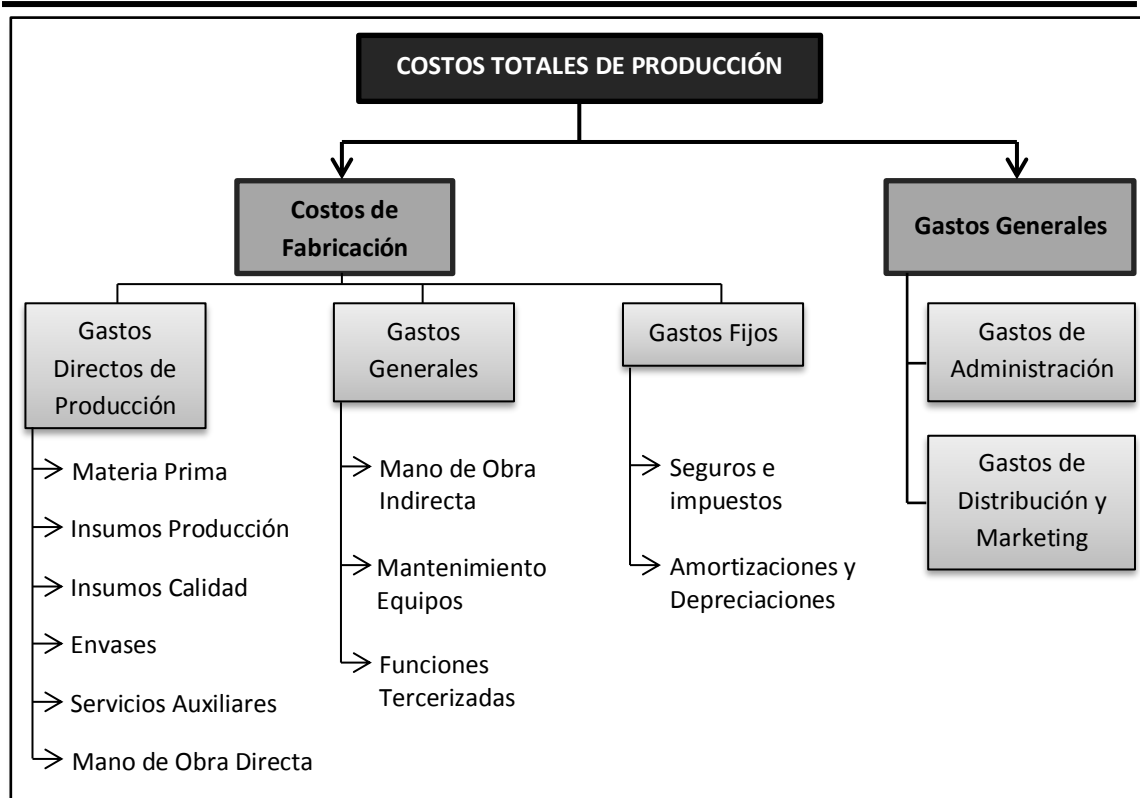 COSTOS TOTALES DE PRODUCCIÓN
Costos de
Fabricación
Gastos Generales
Gastos
Directos de
Producción
Materia Prima
Insumos Producción
Insumos Calidad
Envases
Servicios Auxiliares
Mano de Obra Directa
Gastos
Generales
Mano de Obra
Indirecta
Mantenimiento
Equipos
Funciones
Tercerizadas
Gastos Fijos
Seguros e
impuestos
Amortizaciones y
Depreciaciones
Gastos de
Administración
Gastos de
Distribución y
Marketing